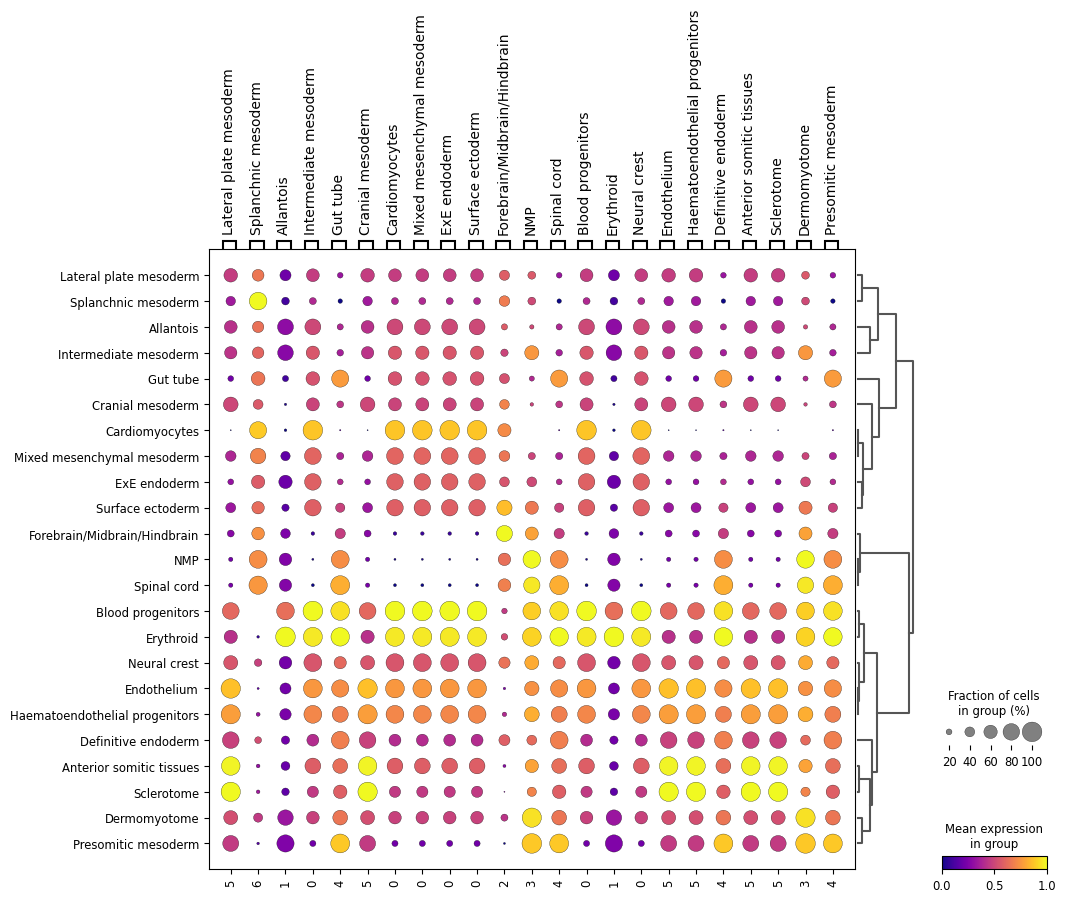 Lateral plate mesoderm
Splanchnic mesoderm
Allantois
Intermediate mesoderm
Gut tube
Cranial mesoderm
Cardiomyocytes
Mixed mesenchymal mesoderm
ExE endoderm
Surface ectoderm
Forebrain/Midbrain/Hindbrain
NMP
Spinal cord
Blood progenitors
Erythroid
Neural crest
Endothelium
Haematoendothelial progenitors
Definitive endoderm
Anterior somitic tissues
Sclerotome
Dermomyotome
Presomitic mesoderm
Lateral plate mesoderm
Splanchnic mesoderm
Allantois
Intermediate mesoderm
Gut tube
Cranial mesoderm
Cardiomyocytes
Mixed mesenchymal mesoderm
ExE endoderm
Surface ectoderm
Forebrain/Midbrain/Hindbrain
NMP
Spinal cord
Blood progenitors
Erythroid
Neural crest
Endothelium
Haematoendothelial progenitors
Definitive endoderm
Anterior somitic tissues
Sclerotome
Dermomyotome
Presomitic mesoderm
5 6 1 0 4 5 0 0 0 0 2 3 4 0 1 0 5 5 4 5 5 3 4
Fraction of cells
in group (%)
20 40 60 80 100
Mean expression
in group
0.0 0.5 1.0